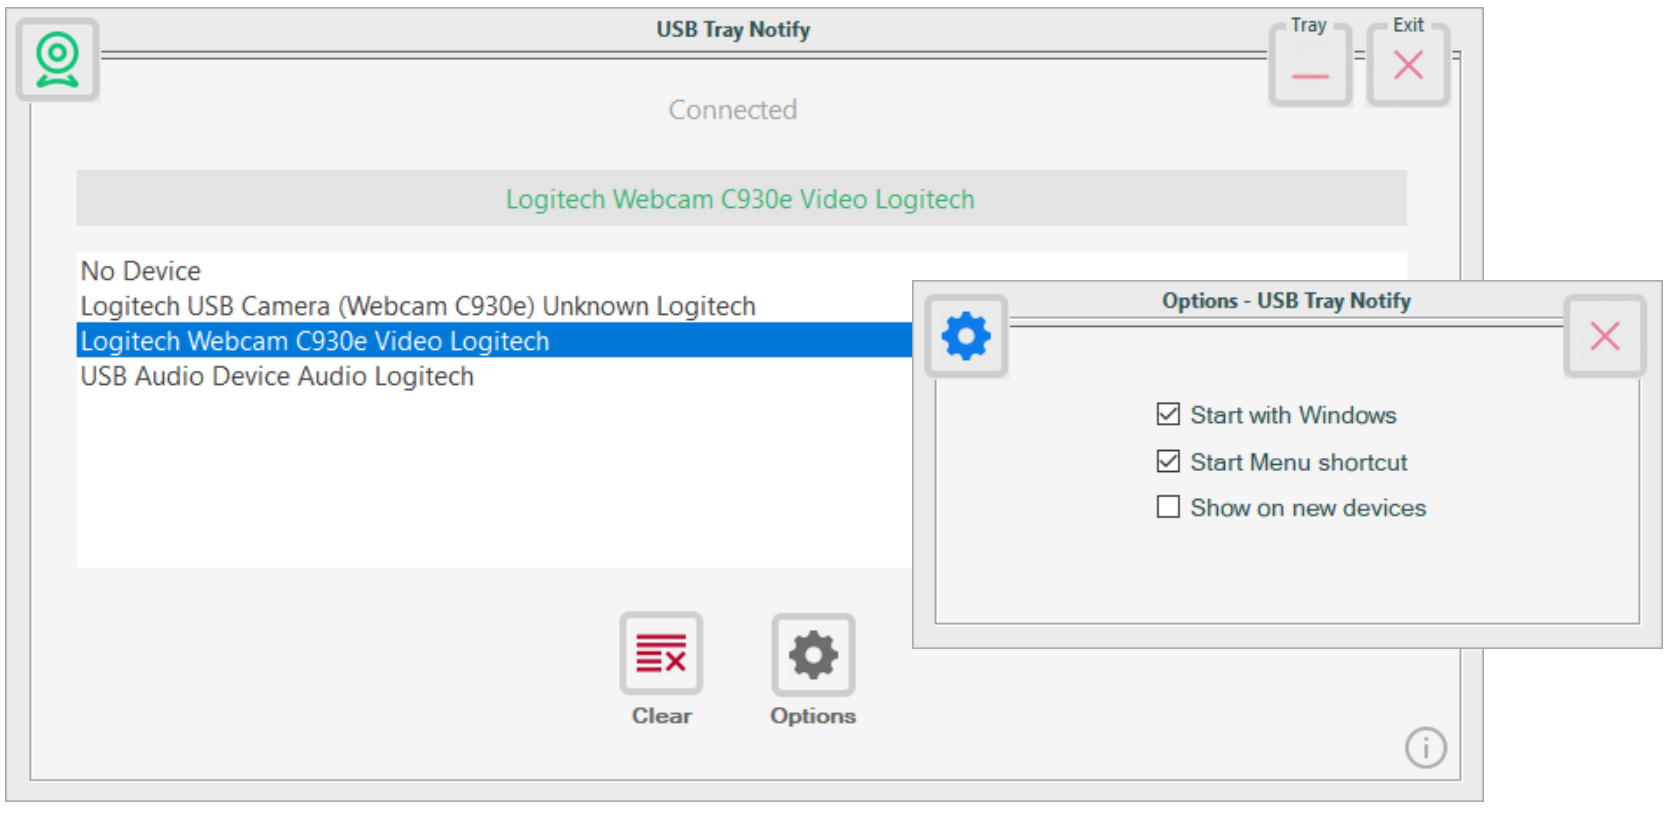 USB Tray Notify
Tray
Exit
Connected
Logitech Webcam C930e Video Logitech
No Device
Logitech USB Camera (Webcam C930e) Unknown Logitech
Logitech Webcam C930e Video Logitech
USB Audio Device Audio Logitech
Clear
Options
Options - USB Tray Notify
Start with Windows
Start Menu shortcut
Show on new devices